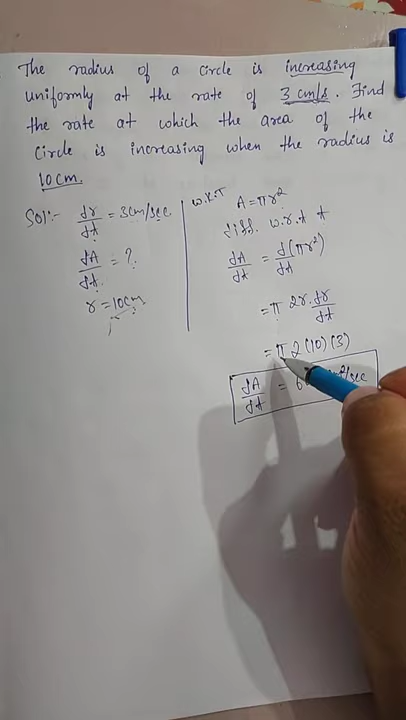 The radius of a circle is increasing
uniformly at the rate of 3 cm/s. Find
the rate at which the area of the
circle is increasing when the radius is
10 cm.
Sol:- dr/dt = 3cm/sec
dA/dt = ?
r = 10cm
W.K.T A = πr²
diff. w.r.t t
dA/dt = d(πr²)/dt
= π 2r. dr/dt
= π 2 (10) (3)
dA/dt = cm²/sec